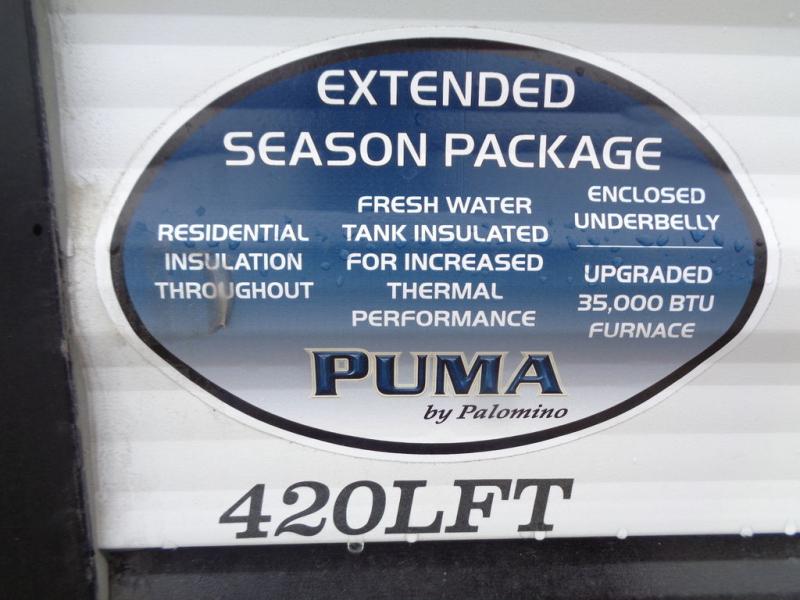 EXTENDED
SEASON PACKAGE
RESIDENTIAL
INSULATION
THROUGHOUT
FRESH WATER
TANK INSULATED
FOR INCREASED
THERMAL
PERFORMANCE
ENCLOSED
UNDERBELLY
UPGRADED
35,000 BTU
FURNACE
PUMA
by Palomino
420LFT